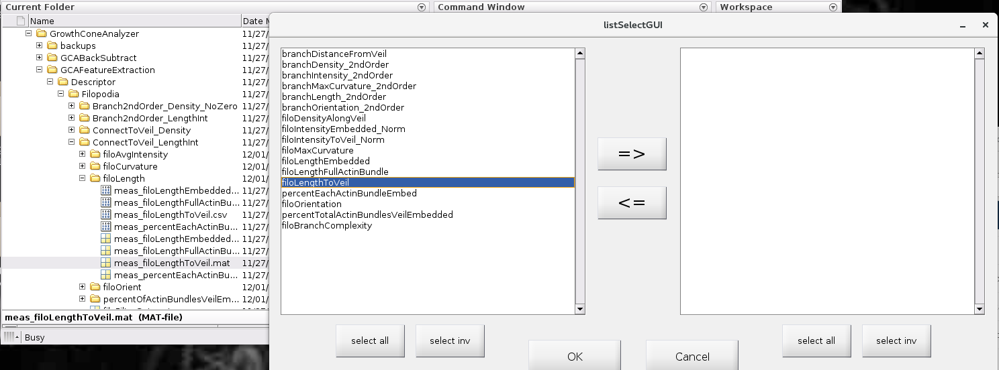 Current Folder
Name Date M
GrowthConeAnalyzer 11/27/
backups 11/27/
GCABackSubtract 11/27/
GCAFeatureExtraction 11/27/
Descriptor 11/27/
Filopodia 11/27/
Branch2ndOrder_Density_NoZero 11/27/
Branch2ndOrder_LengthInt 11/27/
ConnectToVeil_Density 11/27/
ConnectToVeil_LengthInt 11/27/
filoAvgIntensity 12/01/
filoCurvature 12/01/
filoLength 12/01/
meas_filoLengthEmbedded... 11/27/
meas_filoLengthFullActinBu... 11/27/
meas_filoLengthToVeil.csv 11/27/
meas_percentEachActinBu... 11/27/
meas_filoLengthEmbedded... 11/27/
meas_filoLengthFullActinBu... 11/27/
meas_filoLengthToVeil.mat 11/27/
meas_percentEachActinBu... 11/27/
filoOrient 12/01/
percentOfActinBundlesVeilEm... 12/01/
meas_filoLengthToVeil.mat (MAT-file)
Busy
Command Window
Workspace
listSelectGUI
branchDistanceFromVeil
branchDensity_2ndOrder
branchIntensity_2ndOrder
branchMaxCurvature_2ndOrder
branchLength_2ndOrder
branchOrientation_2ndOrder
filoDensityAlongVeil
filoIntensityEmbedded_Norm
filoIntensityToVeil_Norm
filoMaxCurvature
filoLengthEmbedded
filoLengthFullActinBundle
filoLengthToVeil
percentEachActinBundleEmbed
filoOrientation
percentTotalActinBundlesVeilEmbedded
filoBranchComplexity
=>
<=
select all
select inv
OK
Cancel
select all
select inv